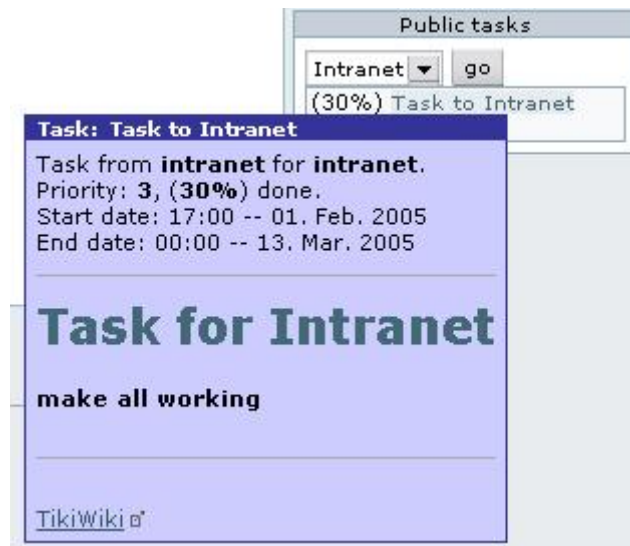 Public tasks
Intranet go
(30%) Task to Intranet
Task: Task to Intranet
Task from intranet for intranet.
Priority: 3, (30%) done.
Start date: 17:00 -- 01. Feb. 2005
End date: 00:00 -- 13. Mar. 2005
Task for Intranet
make all working
TikiWiki